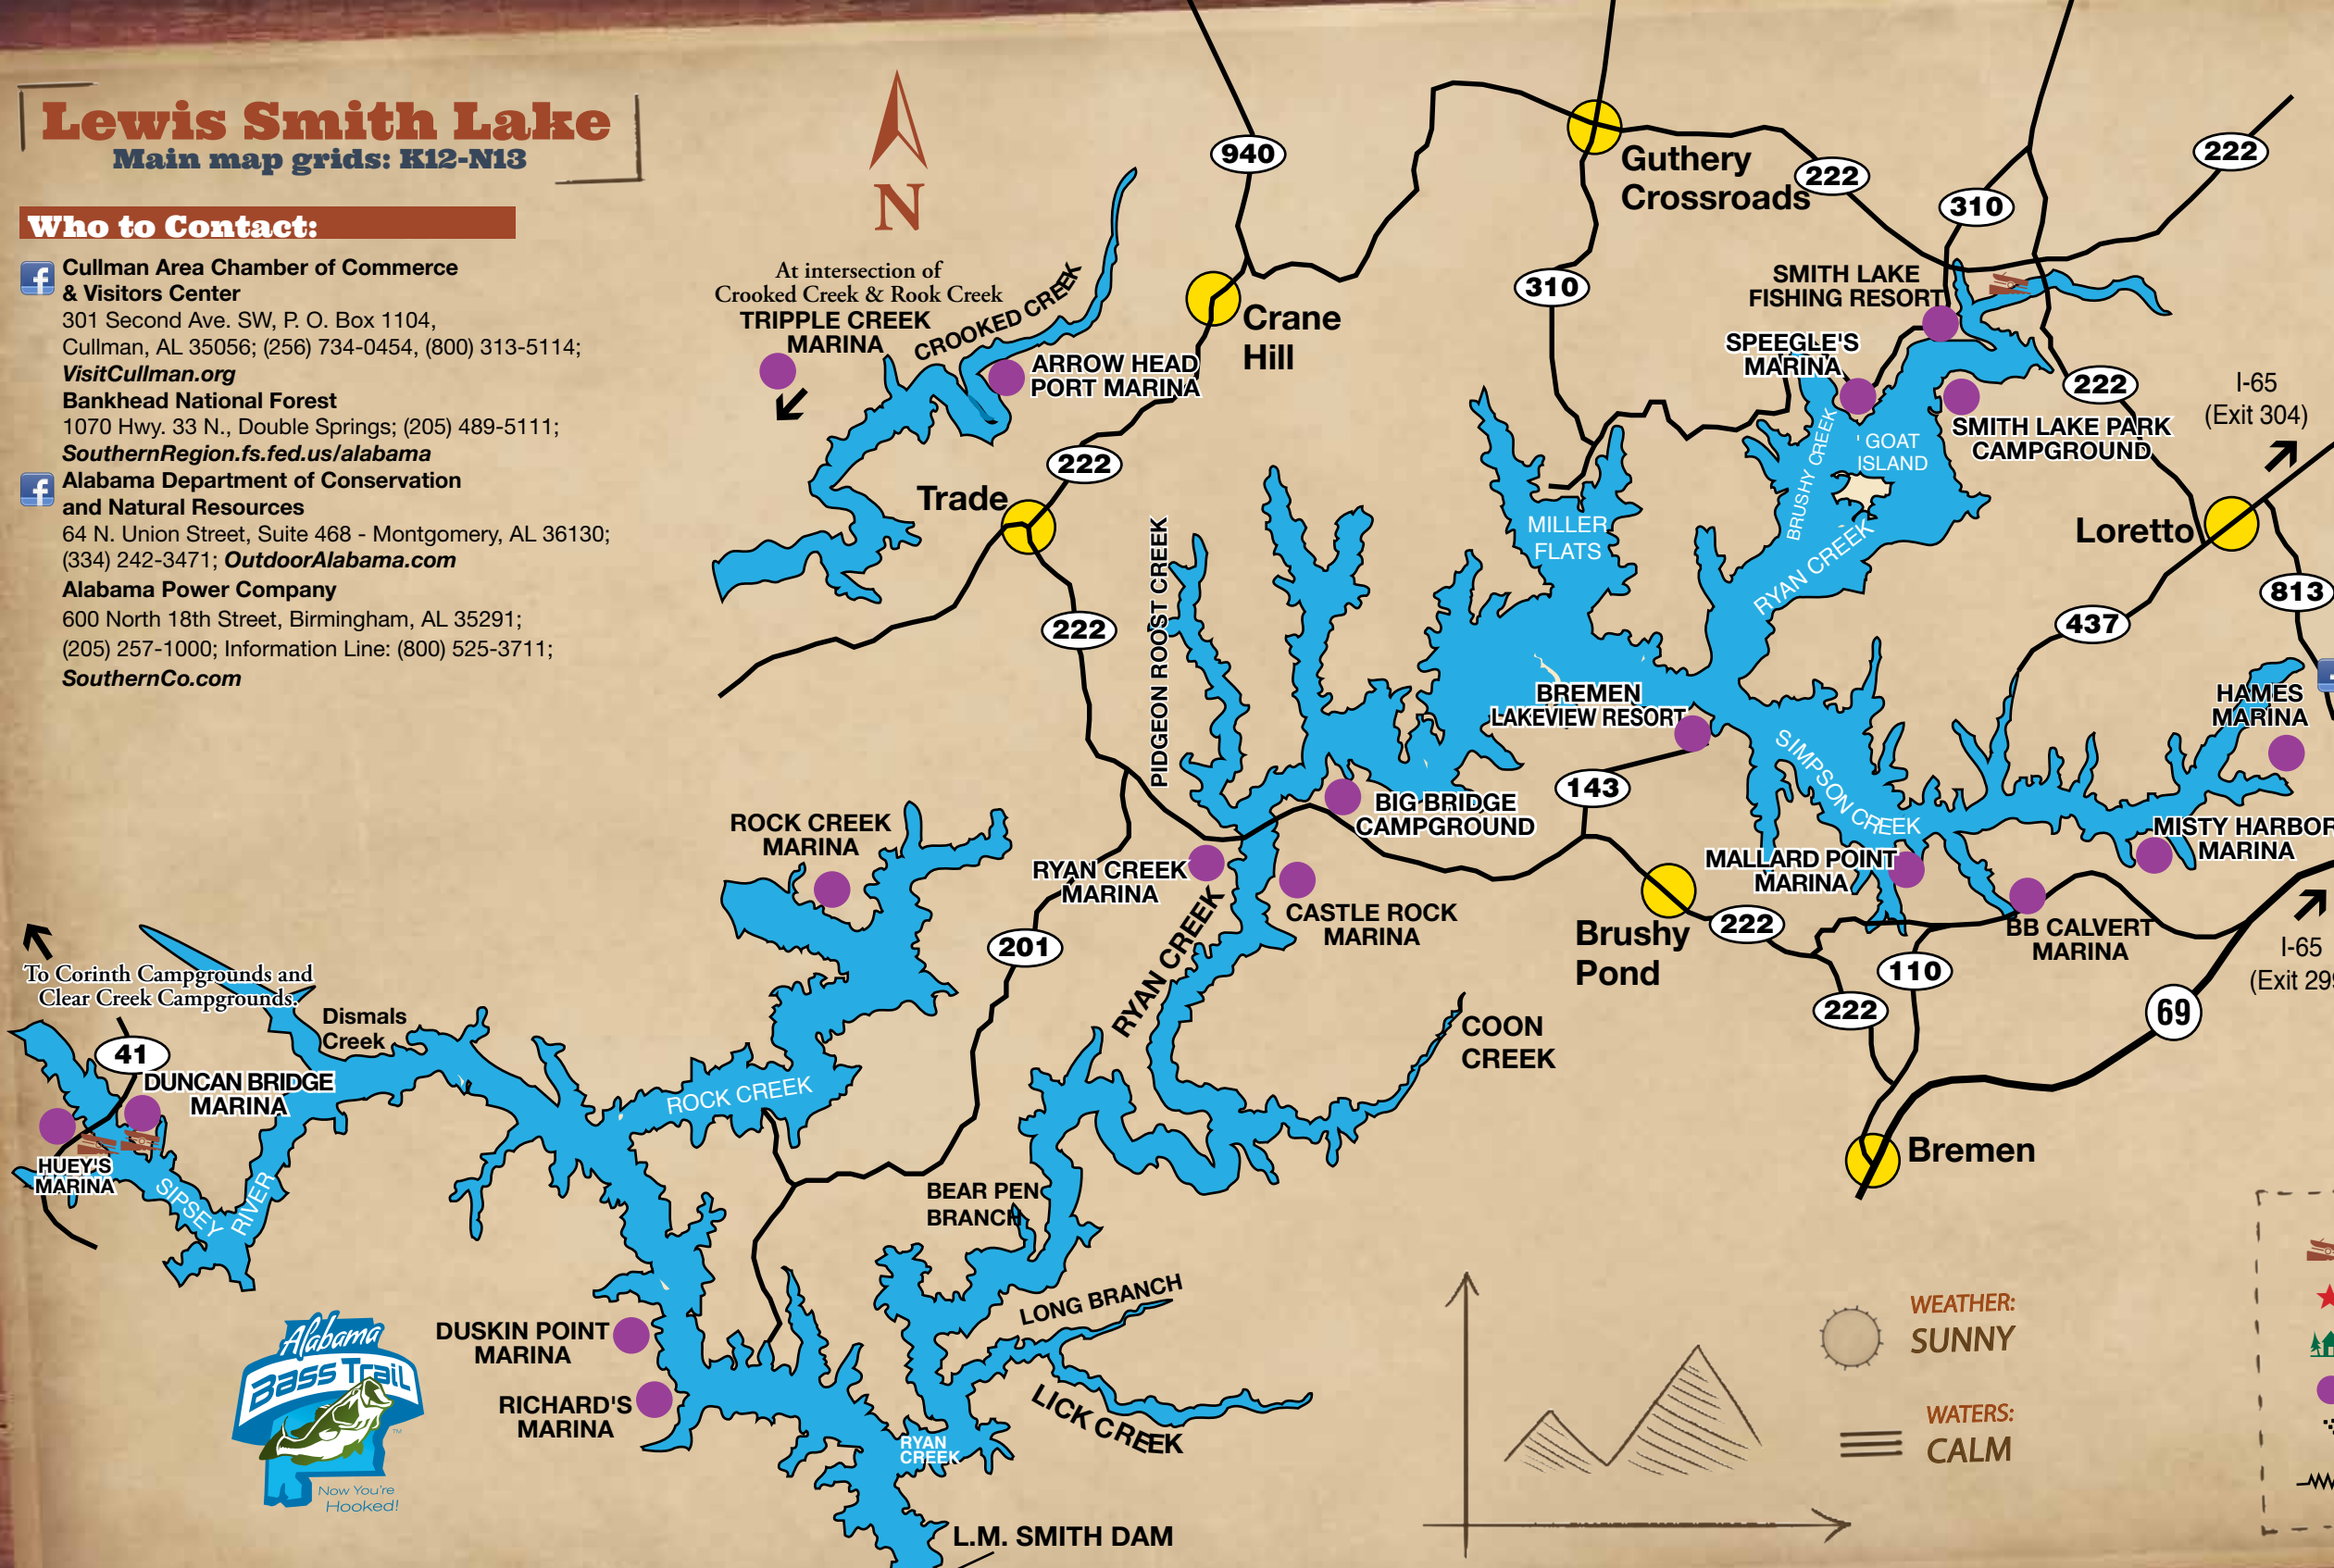 Lewis Smith Lake
Main map grids: K12-N13
Who to Contact:
Cullman Area Chamber of Commerce
& Visitors Center
301 Second Ave. SW, P. O. Box 1104,
Cullman, AL 35056; (256) 734-0454, (800) 313-5114;
VisitCullman.org
Bankhead National Forest
1070 Hwy. 33 N., Double Springs; (205) 489-5111;
SouthernRegion.fs.fed.us/alabama
Alabama Department of Conservation
and Natural Resources
64 N. Union Street, Suite 468 - Montgomery, AL 36130;
(334) 242-3471; OutdoorAlabama.com
Alabama Power Company
600 North 18th Street, Birmingham, AL 35291;
(205) 257-1000; Information Line: (800) 525-3711;
SouthernCo.com
N
At intersection of
Crooked Creek & Rook Creek
TRIPPLE CREEK
MARINA
CROOKED CREEK
ARROW HEAD
PORT MARINA
940
Crane
Hill
Guthery
Crossroads
222
310
222
310
SMITH LAKE
FISHING RESORT
SPEEGLE'S
MARINA
222
I-65
(Exit 304)
SMITH LAKE PARK
CAMPGROUND
GOAT
ISLAND
BRUSHY CREEK
RYAN CREEK
Loretto
813
437
222
Trade
222
PIDGEON ROOST CREEK
MILLER
FLATS
BREMEN
LAKEVIEW RESORT
HAMES
MARINA
SIMPSON CREEK
143
BIG BRIDGE
CAMPGROUND
MISTY HARBOR
MARINA
MALLARD POINT
MARINA
BB CALVERT
MARINA
ROCK CREEK
MARINA
RYAN CREEK
MARINA
CASTLE ROCK
MARINA
RYAN CREEK
201
Brushy
Pond
222
110
222
69
I-65
(Exit 299
COON
CREEK
Bremen
To Corinth Campgrounds and
Clear Creek Campgrounds.
Dismals
Creek
41
DUNCAN BRIDGE
MARINA
HUEY'S
MARINA
SIPSEY
RIVER
ROCK CREEK
BEAR PEN
BRANCH
LONG BRANCH
LICK CREEK
DUSKIN POINT
MARINA
RICHARD'S
MARINA
RYAN
CREEK
L.M. SMITH DAM
Alabama
Bass Trail
TM
Now You're
Hooked!
WEATHER:
SUNNY
WATERS:
CALM